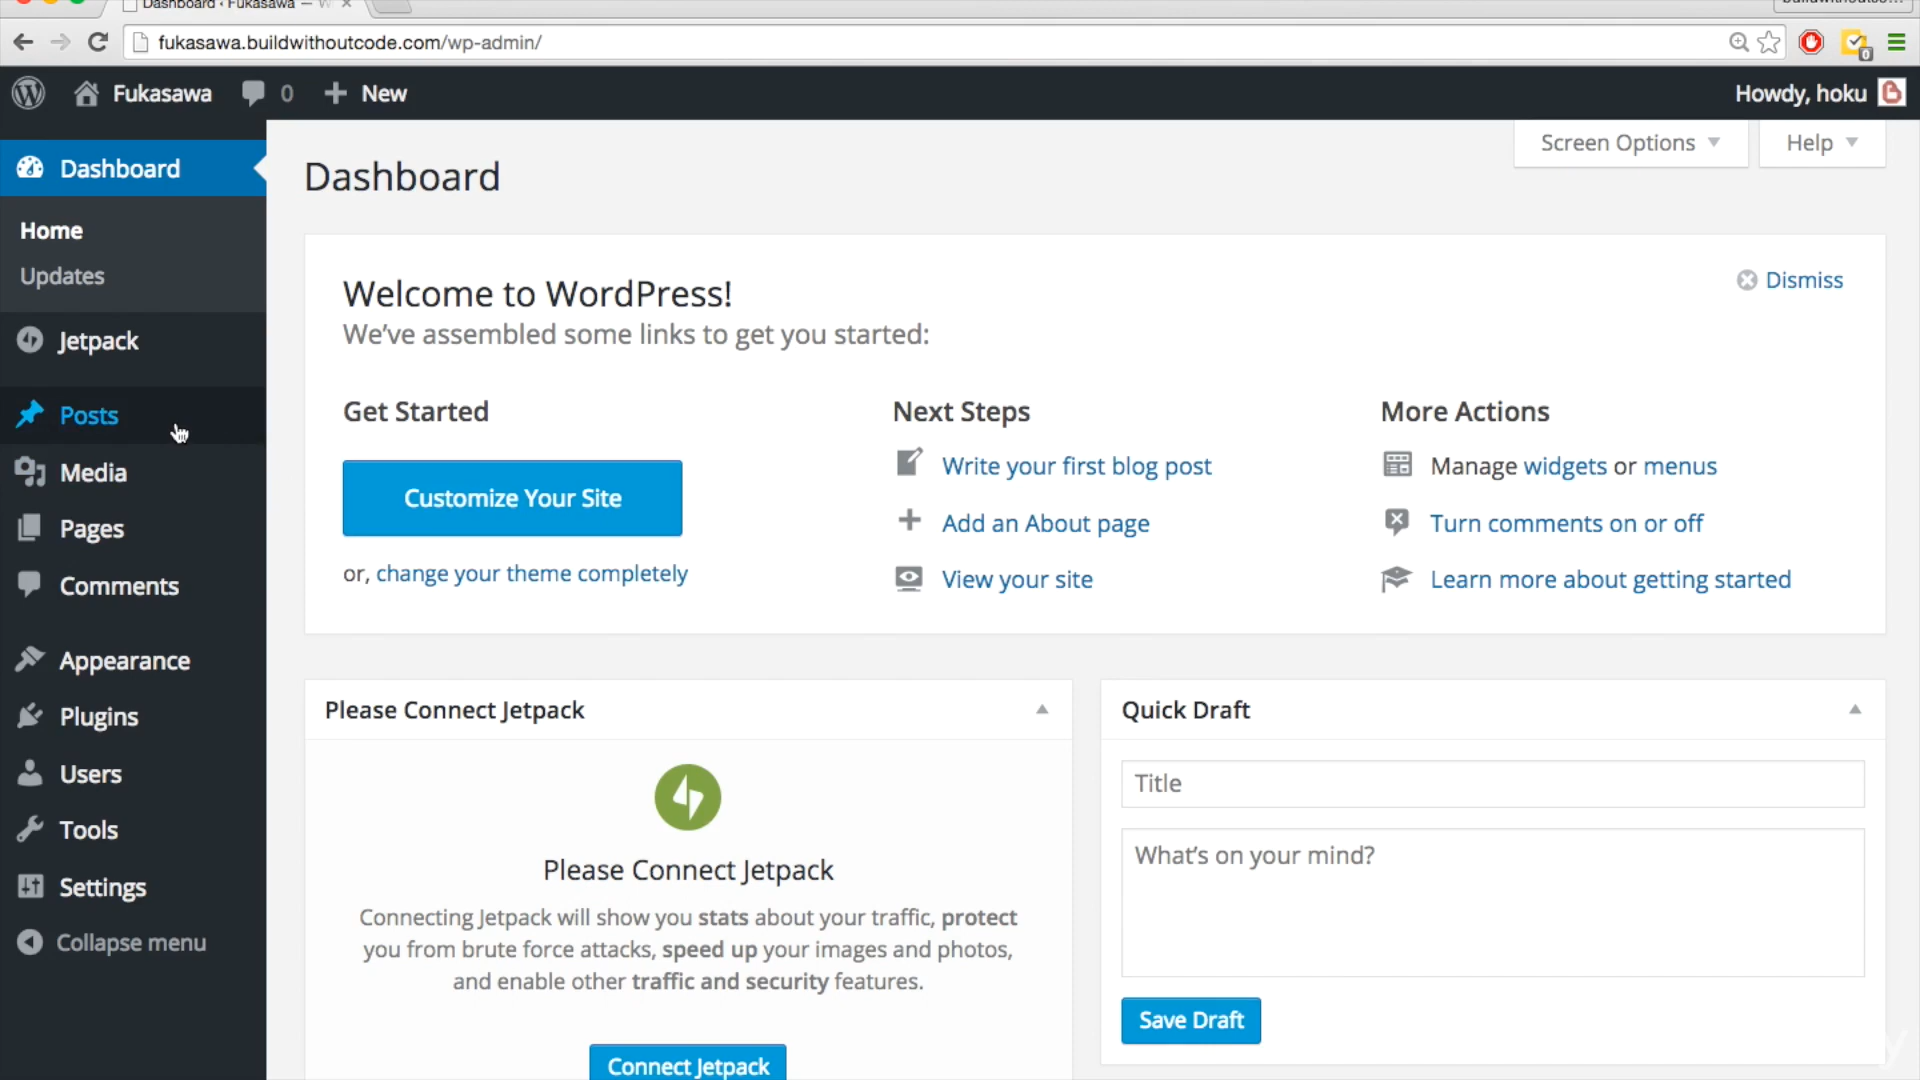 Dashboard ‹ Fukasawa — W
fukasawa.buildwithoutcode.com/wp-admin/
Fukasawa 0 New Howdy, hoku
Screen Options Help
Dashboard
Dashboard
Home
Updates
Jetpack
Posts
Media
Pages
Comments
Appearance
Plugins
Users
Tools
Settings
Collapse menu
Welcome to WordPress!
Dismiss
We've assembled some links to get you started:
Get Started
Customize Your Site
or, change your theme completely
Next Steps
Write your first blog post
Add an About page
View your site
More Actions
Manage widgets or menus
Turn comments on or off
Learn more about getting started
Please Connect Jetpack
Please Connect Jetpack
Connecting Jetpack will show you stats about your traffic, protect
you from brute force attacks, speed up your images and photos,
and enable other traffic and security features.
Connect Jetpack
Quick Draft
Title
What's on your mind?
Save Draft